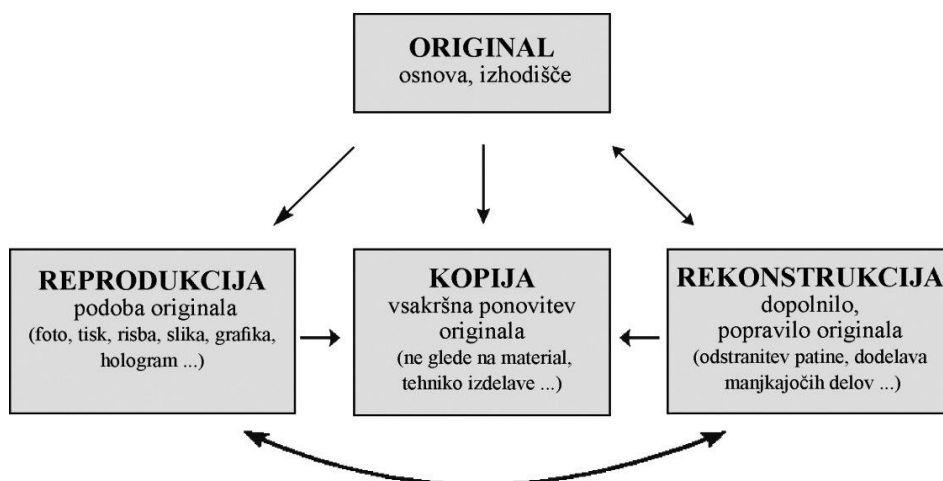 ORIGINAL
osnova, izhodišče
REPRODUKCIJA
podoba originala
(foto, tisk, risba, slika, grafika,
hologram ...)
KOPIJA
vsakršna ponovitev
originala
(ne glede na material,
tehniko izdelave ...)
REKONSTRUKCIJA
dopolnilo,
popravilo originala
(odstranitev patine, dodelava
manjkajočih delov ...)